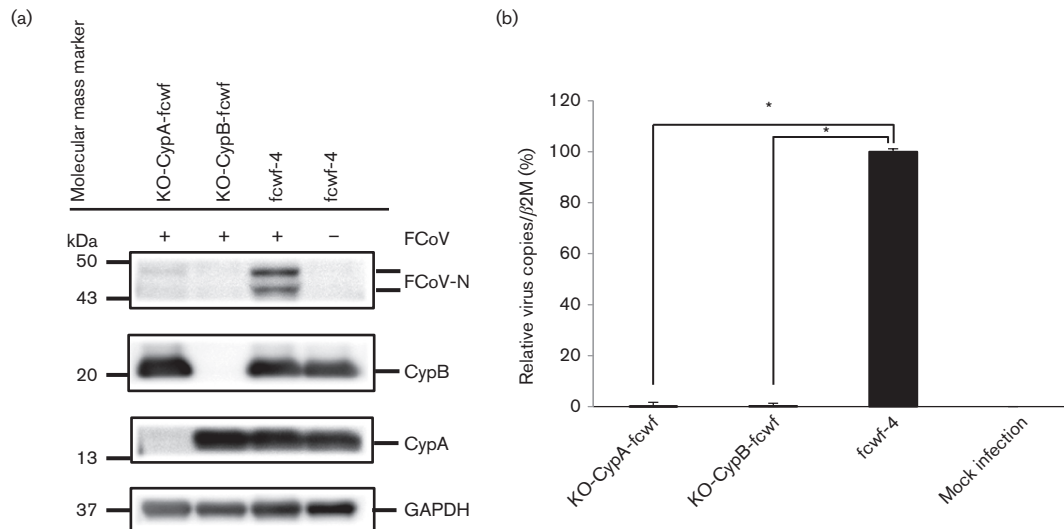 (a)
Molecular mass marker
KO-CypA-fcwf
KO-CypB-fcwf
fcwf-4
fcwf-4
kDa
+ + + − FCoV
50
43
FCoV-N
20
CypB
13
CypA
37
GAPDH
(b)
Relative virus copies/β2M (%)
120
100
80
60
40
20
0
*
*
KO-CypA-fcwf
KO-CypB-fcwf
fcwf-4
Mock infection